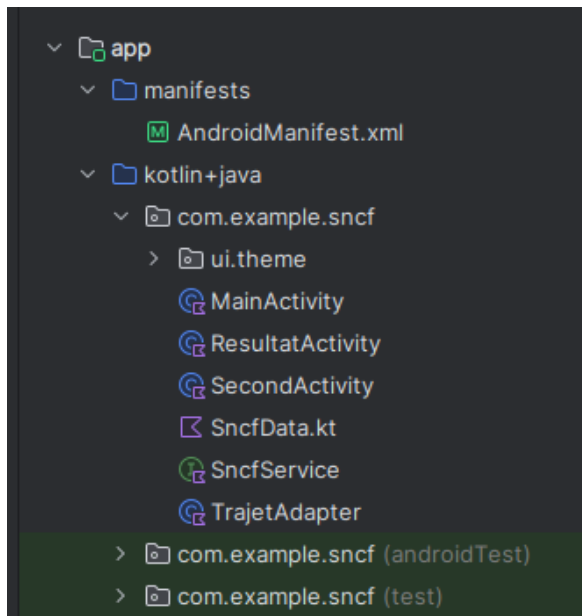 app
manifests
AndroidManifest.xml
kotlin+java
com.example.sncf
ui.theme
MainActivity
ResultatActivity
SecondActivity
SncfData.kt
SncfService
TrajetAdapter
com.example.sncf (androidTest)
com.example.sncf (test)